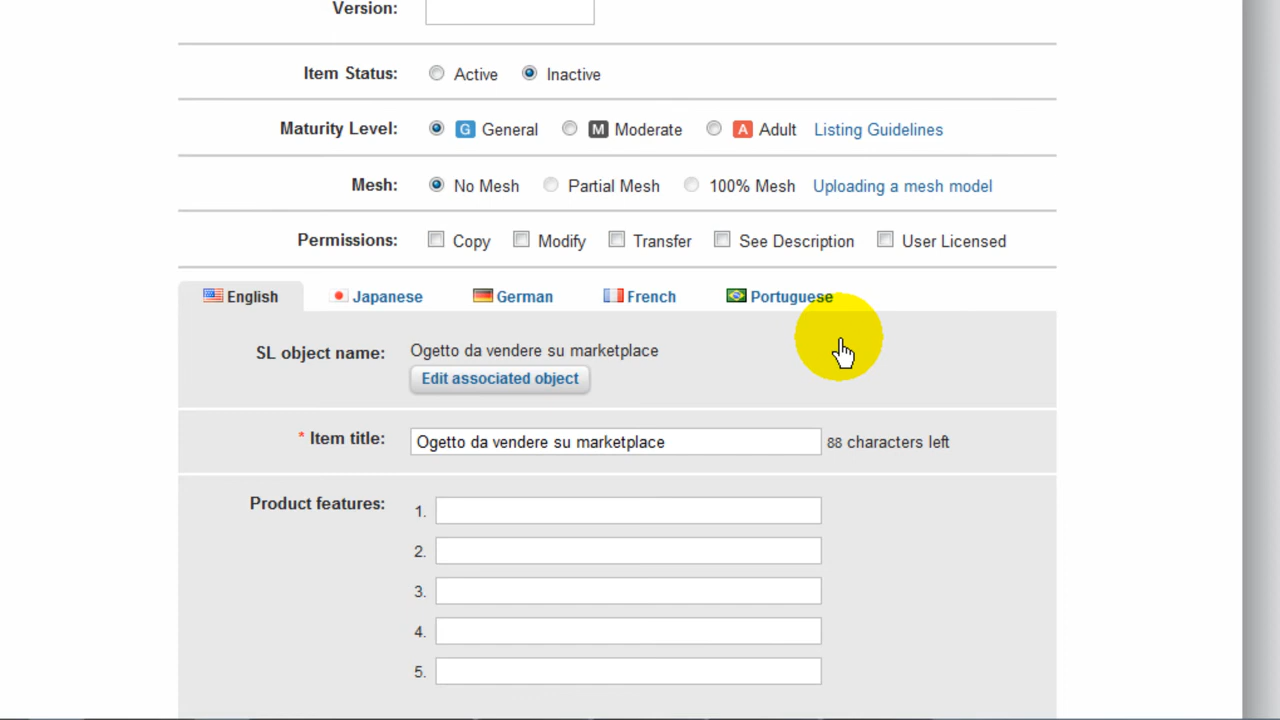 Version:
Item Status: Active Inactive
Maturity Level: G General M Moderate A Adult Listing Guidelines
Mesh: No Mesh Partial Mesh 100% Mesh Uploading a mesh model
Permissions: Copy Modify Transfer See Description User Licensed
English Japanese German French Portuguese
SL object name: Ogetto da vendere su marketplace
Edit associated object
* Item title: Ogetto da vendere su marketplace 88 characters left
Product features: 1.
2.
3.
4.
5.